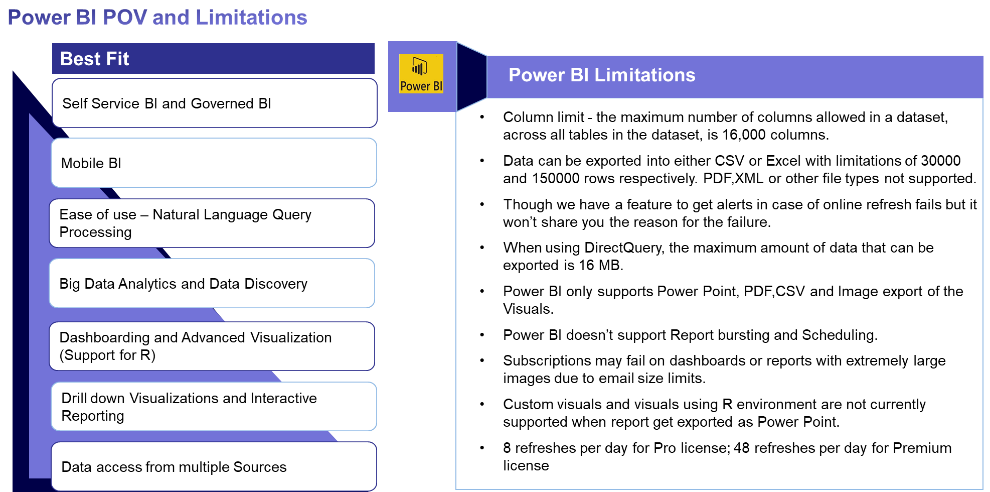 Power BI POV and Limitations
Best Fit
Self Service BI and Governed BI
Mobile BI
Ease of use – Natural Language Query
Processing
Big Data Analytics and Data Discovery
Dashboarding and Advanced Visualization
(Support for R)
Drill down Visualizations and Interactive
Reporting
Data access from multiple Sources
Power BI
Power BI Limitations
• Column limit - the maximum number of columns allowed in a dataset,
across all tables in the dataset, is 16,000 columns.
• Data can be exported into either CSV or Excel with limitations of 30000
and 150000 rows respectively. PDF,XML or other file types not supported.
• Though we have a feature to get alerts in case of online refresh fails but it
won’t share you the reason for the failure.
• When using DirectQuery, the maximum amount of data that can be
exported is 16 MB.
• Power BI only supports Power Point, PDF,CSV and Image export of the
Visuals.
• Power BI doesn’t support Report bursting and Scheduling.
• Subscriptions may fail on dashboards or reports with extremely large
images due to email size limits.
• Custom visuals and visuals using R environment are not currently
supported when report get exported as Power Point.
• 8 refreshes per day for Pro license; 48 refreshes per day for Premium
license